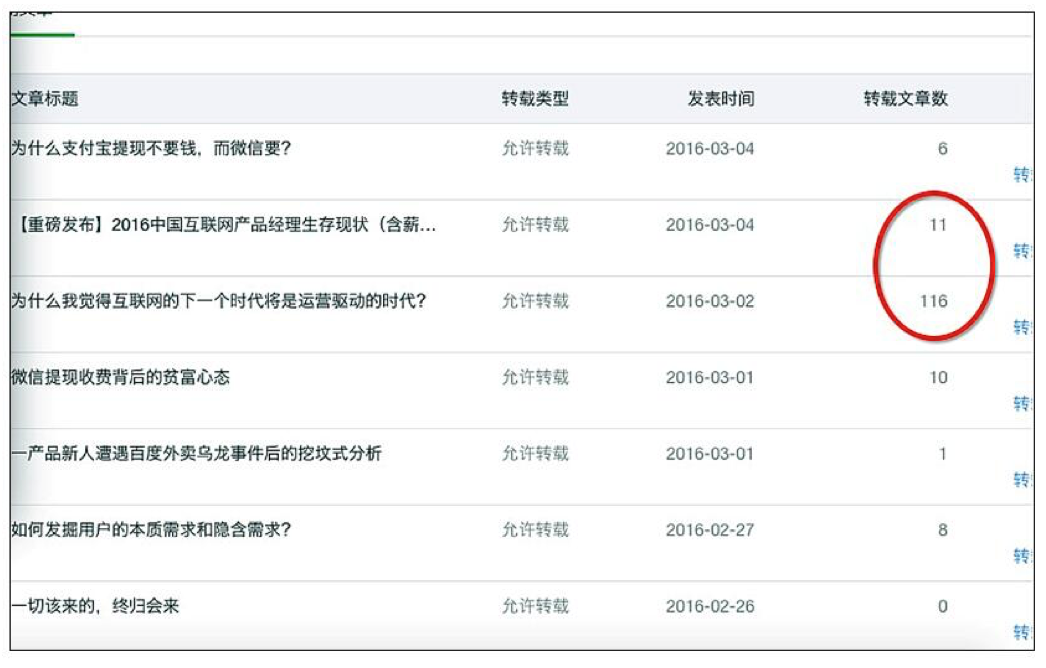 文章标题 转载类型 发表时间 转载文章数
为什么支付宝提现不要钱，而微信要？ 允许转载 2016-03-04 6
转
【重磅发布】2016中国互联网产品经理生存现状（含薪... 允许转载 2016-03-04 11
转
为什么我觉得互联网的下一个时代将是运营驱动的时代？ 允许转载 2016-03-02 116
转
微信提现收费背后的贫富心态 允许转载 2016-03-01 10
转
一产品新人遭遇百度外卖乌龙事件后的挖坟式分析 允许转载 2016-03-01 1
转
如何发掘用户的本质需求和隐含需求？ 允许转载 2016-02-27 8
转
一切该来的，终归会来 允许转载 2016-02-26 0
转